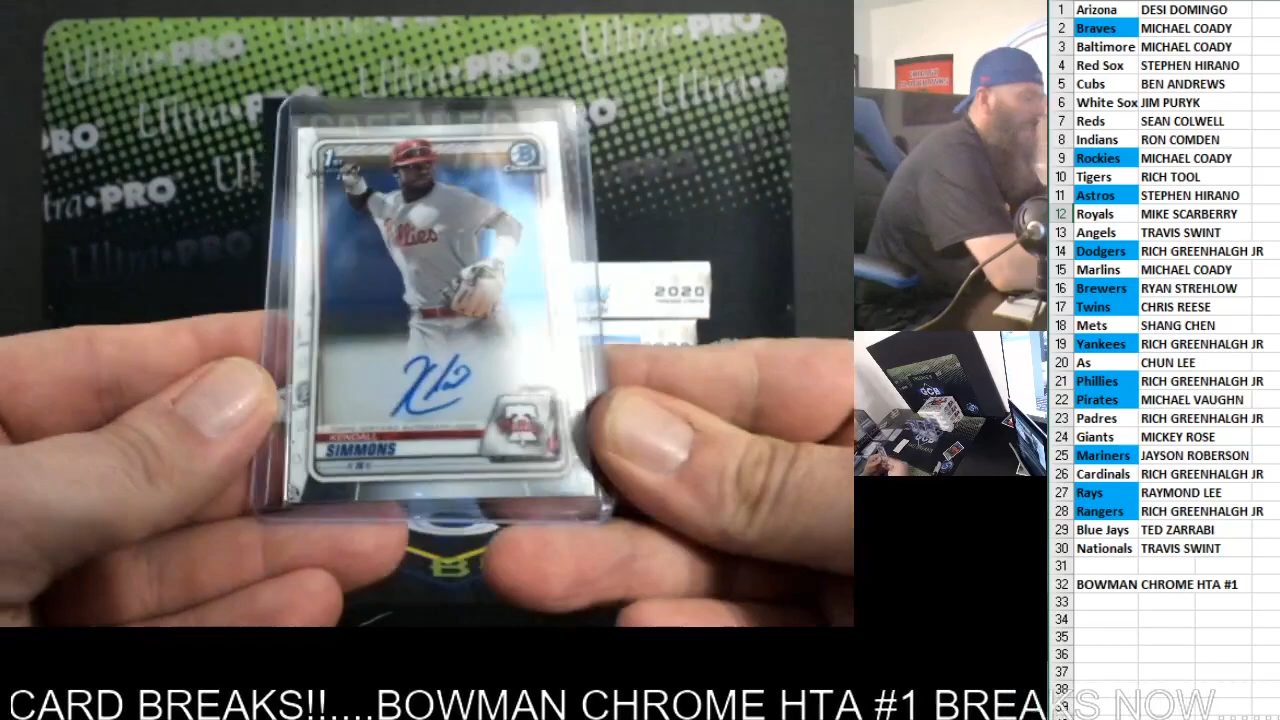 Ultra•PRO
1ST
Bowman
Phillies
KENDALL
SIMMONS
2020
1 Arizona DESI DOMINGO
2 Braves MICHAEL COADY
3 Baltimore MICHAEL COADY
4 Red Sox STEPHEN HIRANO
5 Cubs BEN ANDREWS
6 White Sox JIM PURYK
7 Reds SEAN COLWELL
8 Indians RON COMDEN
9 Rockies MICHAEL COADY
10 Tigers RICH TOOL
11 Astros STEPHEN HIRANO
12 Royals MIKE SCARBERRY
13 Angels TRAVIS SWINT
14 Dodgers RICH GREENHALGH JR
15 Marlins MICHAEL COADY
16 Brewers RYAN STREHLOW
17 Twins CHRIS REESE
18 Mets SHANG CHEN
19 Yankees RICH GREENHALGH JR
20 As CHUN LEE
21 Phillies RICH GREENHALGH JR
22 Pirates MICHAEL VAUGHN
23 Padres RICH GREENHALGH JR
24 Giants MICKEY ROSE
25 Mariners JAYSON ROBERSON
26 Cardinals RICH GREENHALGH JR
27 Rays RAYMOND LEE
28 Rangers RICH GREENHALGH JR
29 Blue Jays TED ZARRABI
30 Nationals TRAVIS SWINT
31
32 BOWMAN CHROME HTA #1
33
34
35
36
37
38
39
CARD BREAKS!!....BOWMAN CHROME HTA #1 BREAKS NOW......